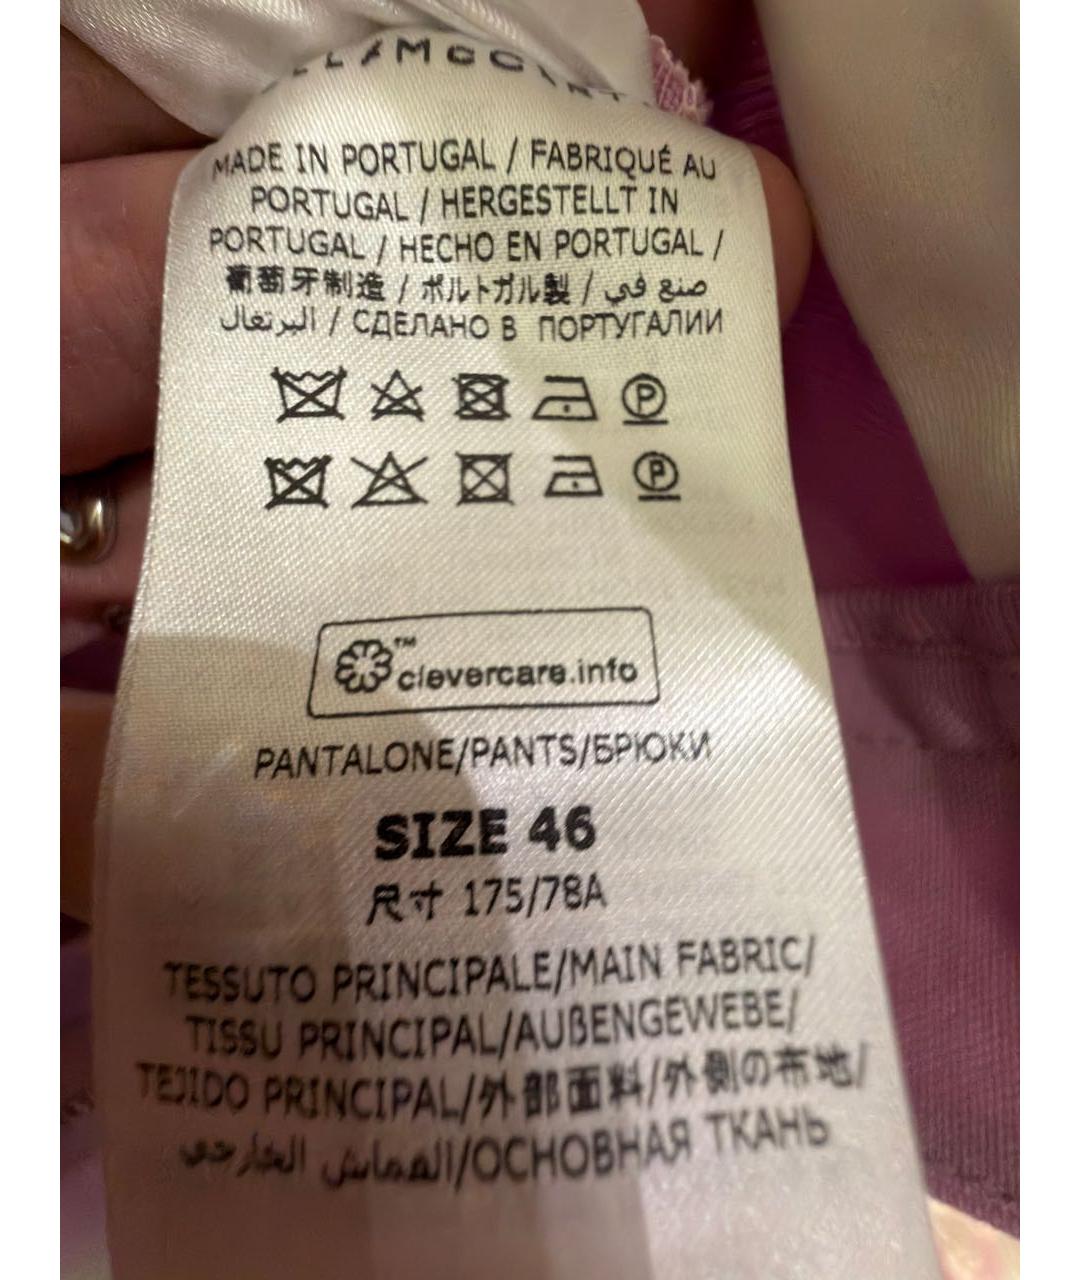 MADE IN PORTUGAL / FABRIQUÉ AU
PORTUGAL / HERGESTELLT IN
PORTUGAL / HECHO EN PORTUGAL /
葡萄牙制造 / ポルトガル製 / صنع في
البرتغال / СДЕЛАНО В ПОРТУГАЛИИ
P
P
™
clevercare.info
PANTALONE/PANTS/БРЮКИ
SIZE 46
尺寸 175/78A
TESSUTO PRINCIPALE/MAIN FABRIC/
TISSU PRINCIPAL/AUßENGEWEBE/
TEJIDO PRINCIPAL/外部面料/外側の布地/
القماش الخارجي/ОСНОВНАЯ ТКАНЬ